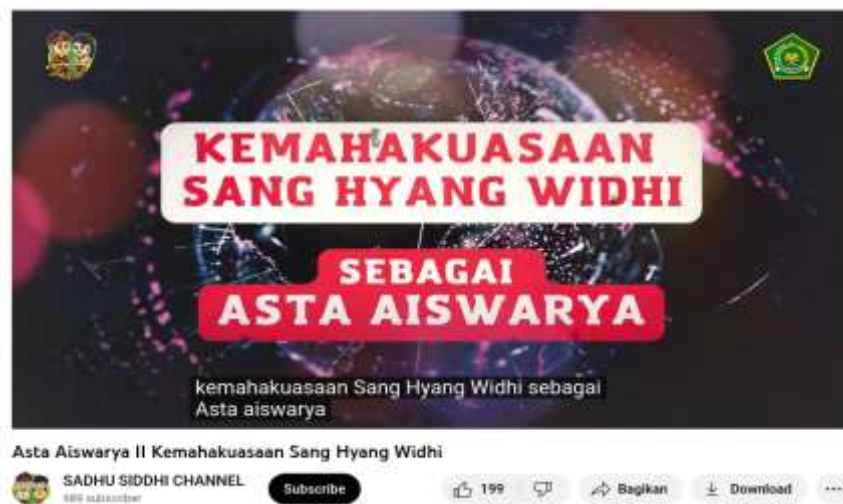 KEMAHAKUASAAN
SANG HYANG WIDHI
SEBAGAI
ASTA AISWARYA
kemahakuasaan Sang Hyang Widhi sebagai
Asta aiswarya
Asta Aiswarya II Kemahakuasaan Sang Hyang Widhi
SADHU SIDDHI CHANNEL
subscriber
Subscribe
199
Bagikan
Download